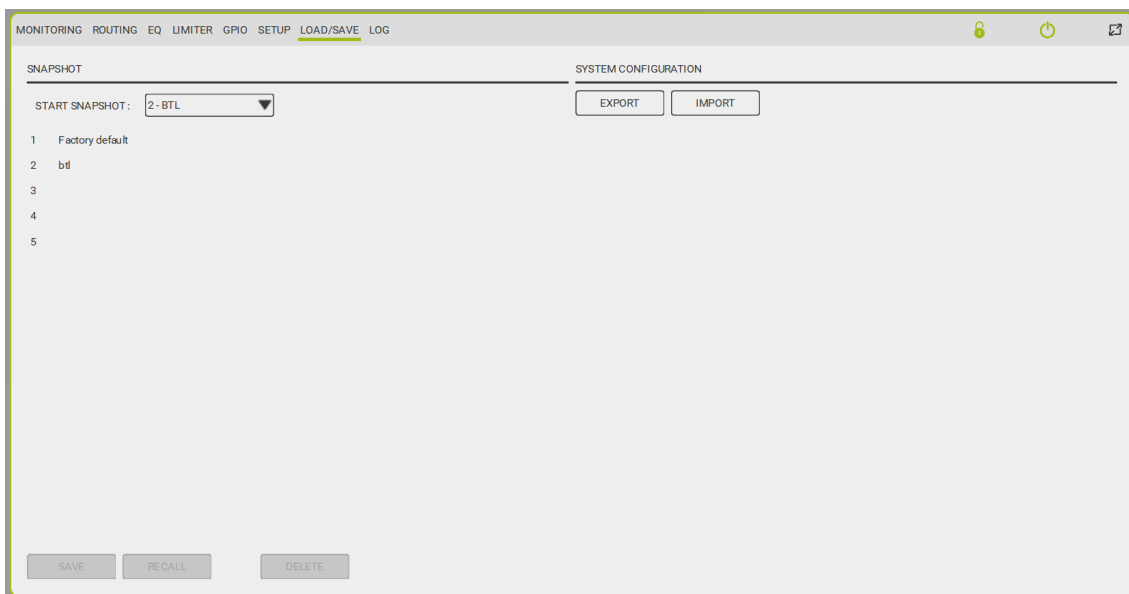 MONITORING ROUTING EQ LIMITER GPIO SETUP LOAD/SAVE LOG
SNAPSHOT
START SNAPSHOT: 2 - BTL
1 Factory default
2 btl
3
4
5
SAVE RECALL DELETE
SYSTEM CONFIGURATION
EXPORT IMPORT